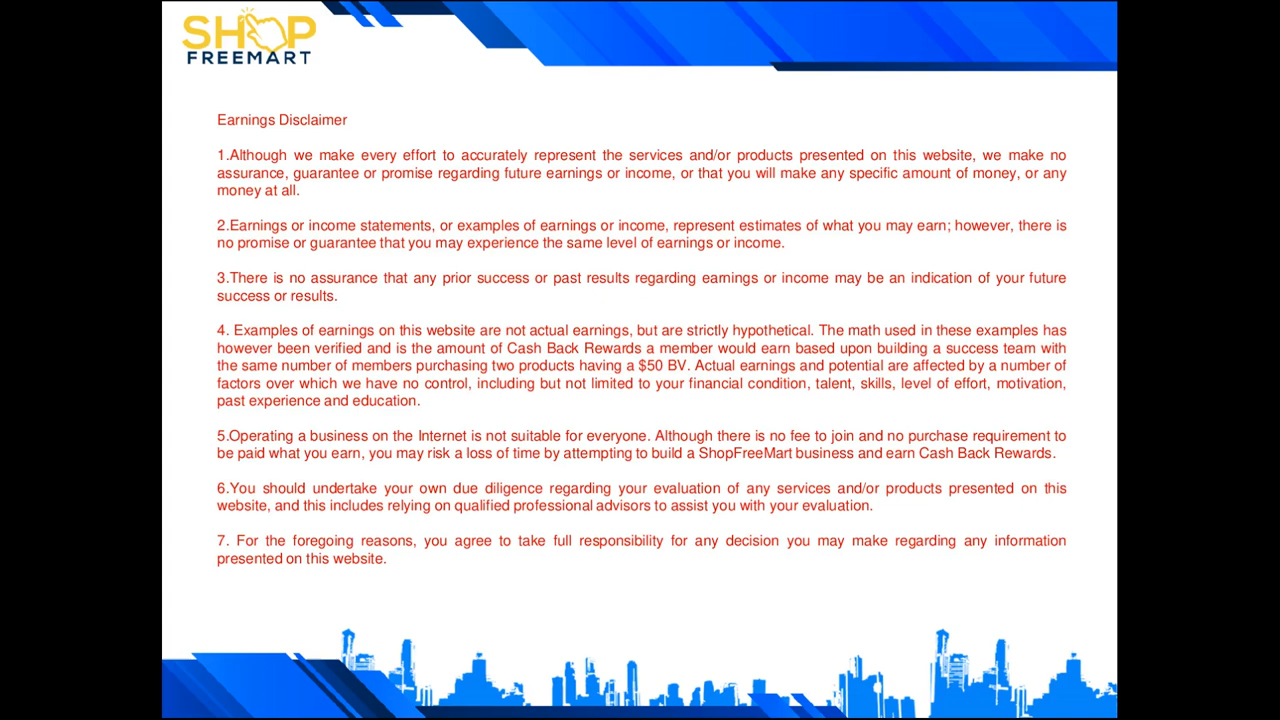 SHOP
FREEMART
Earnings Disclaimer
1.Although we make every effort to accurately represent the services and/or products presented on this website, we make no
assurance, guarantee or promise regarding future earnings or income, or that you will make any specific amount of money, or any
money at all.
2.Earnings or income statements, or examples of earnings or income, represent estimates of what you may earn; however, there is
no promise or guarantee that you may experience the same level of earnings or income.
3.There is no assurance that any prior success or past results regarding earnings or income may be an indication of your future
success or results.
4. Examples of earnings on this website are not actual earnings, but are strictly hypothetical. The math used in these examples has
however been verified and is the amount of Cash Back Rewards a member would earn based upon building a success team with
the same number of members purchasing two products having a $50 BV. Actual earnings and potential are affected by a number of
factors over which we have no control, including but not limited to your financial condition, talent, skills, level of effort, motivation,
past experience and education.
5.Operating a business on the Internet is not suitable for everyone. Although there is no fee to join and no purchase requirement to
be paid what you earn, you may risk a loss of time by attempting to build a ShopFreeMart business and earn Cash Back Rewards.
6.You should undertake your own due diligence regarding your evaluation of any services and/or products presented on this
website, and this includes relying on qualified professional advisors to assist you with your evaluation.
7. For the foregoing reasons, you agree to take full responsibility for any decision you may make regarding any information
presented on this website.